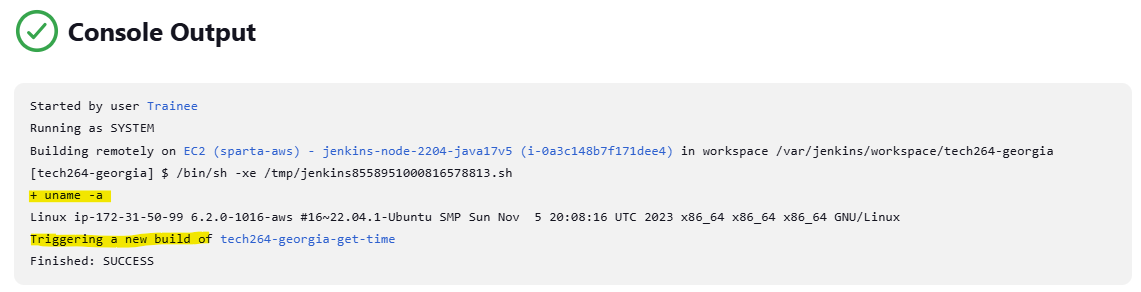 Console Output
Started by user Trainee
Running as SYSTEM
Building remotely on EC2 (sparta-aws) - jenkins-node-2204-java17v5 (i-0a3c148b7f171dee4) in workspace /var/jenkins/workspace/tech264-georgia
[tech264-georgia] $ /bin/sh -xe /tmp/jenkins8558951000816578813.sh
+ uname -a
Linux ip-172-31-50-99 6.2.0-1016-aws #16~22.04.1-Ubuntu SMP Sun Nov  5 20:08:16 UTC 2023 x86_64 x86_64 x86_64 GNU/Linux
Triggering a new build of tech264-georgia-get-time
Finished: SUCCESS